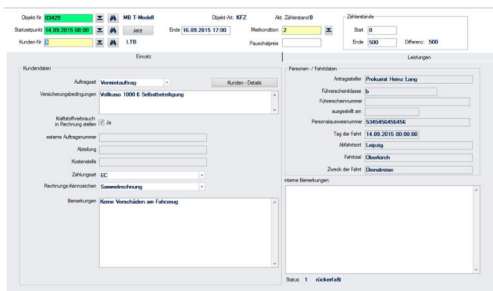 Objekt-Nr. 03429 MB T-Modell Objekt-Art: KFZ Akt. Zählerstand 0 Zählerstände
Startzeitpunkt 14.09.2015 08:00 Jetzt Ende 16.09.2015 17:00 Mietkondition 2 Start 0
Kunden-Nr. I.TB Pauschalpreis Ende 500 Differenz: 500
Einsatz Leistungen
Kundendaten
Auftragsart Vermietauftrag Kunden - Details
Versicherungsbedingungen Vollkasko 1000 € Selbstbeteiligung
Kraftstoffverbrauch in Rechnung stellen Ja
externe Auftragsnummer
Abteilung
Kostenstelle
Zahlungsart EC
Rechnungs-Kennzeichen Sammelrechnung
Bemerkungen Keine Vorschäden am Fahrzeug
Personen- / Fahrtdaten
Antragsteller Prokurist Heinz Lang
Führerscheinklasse b
Führerscheinnummer
ausgestellt am
Personalausweisnummer 5345456456456
Tag der Fahrt 14.09.2015 00:00:00
Abfahrtsort Leipzig
Fahrtziel Oberkirch
Zweck der Fahrt Dienstreise
interne Bemerkungen
Status: 1 rückerfaßt